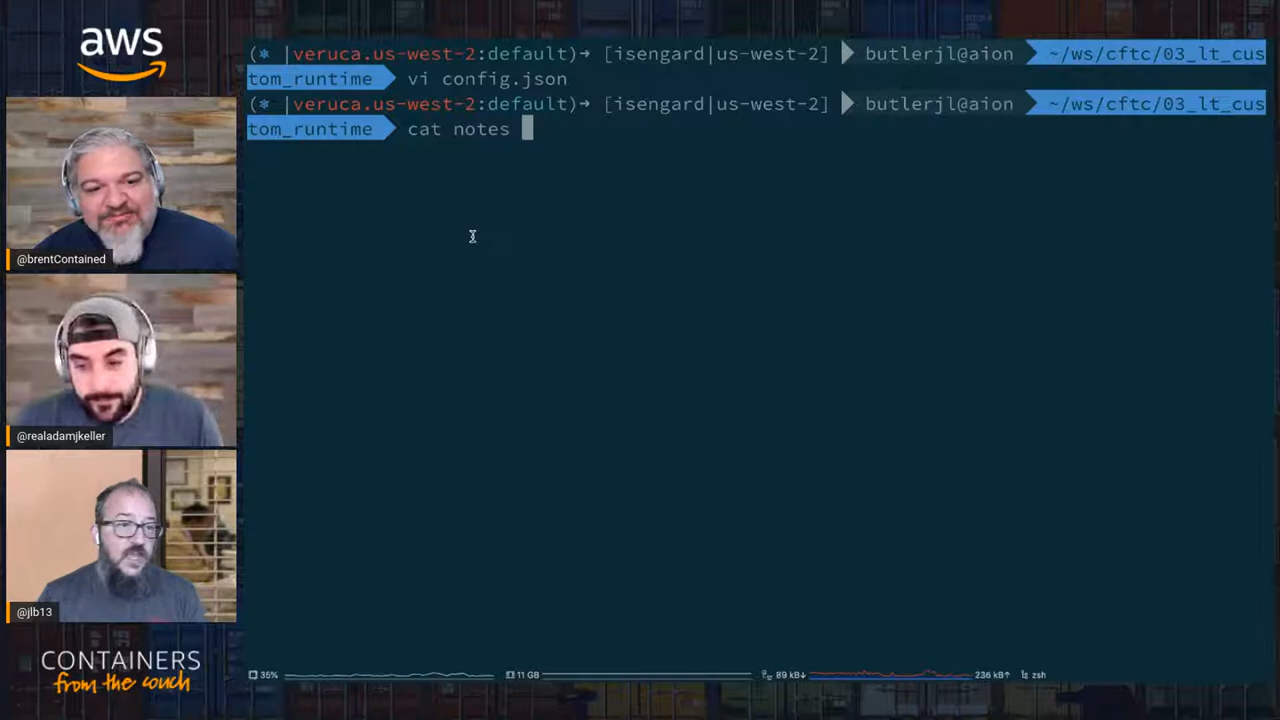 aws
(⎈ |veruca.us-west-2:default)➜ [isengard|us-west-2] butlerjl@aion ~/ws/cftc/03_lt_cus
tom_runtime vi config.json
(⎈ |veruca.us-west-2:default)➜ [isengard|us-west-2] butlerjl@aion ~/ws/cftc/03_lt_cus
tom_runtime cat notes
@brentContained
@realadamjkeller
@jlb13
CONTAINERS
from the couch
35% 11 GB 89 kB↓ 236 kB↑ zsh